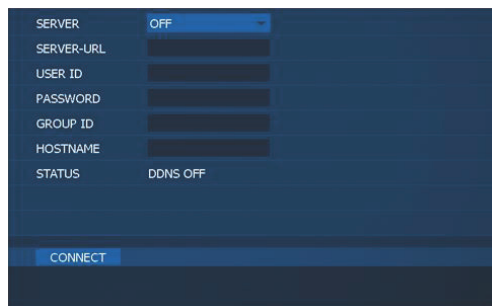 SERVER OFF
SERVER-URL
USER ID
PASSWORD
GROUP ID
HOSTNAME
STATUS DDNS OFF
CONNECT